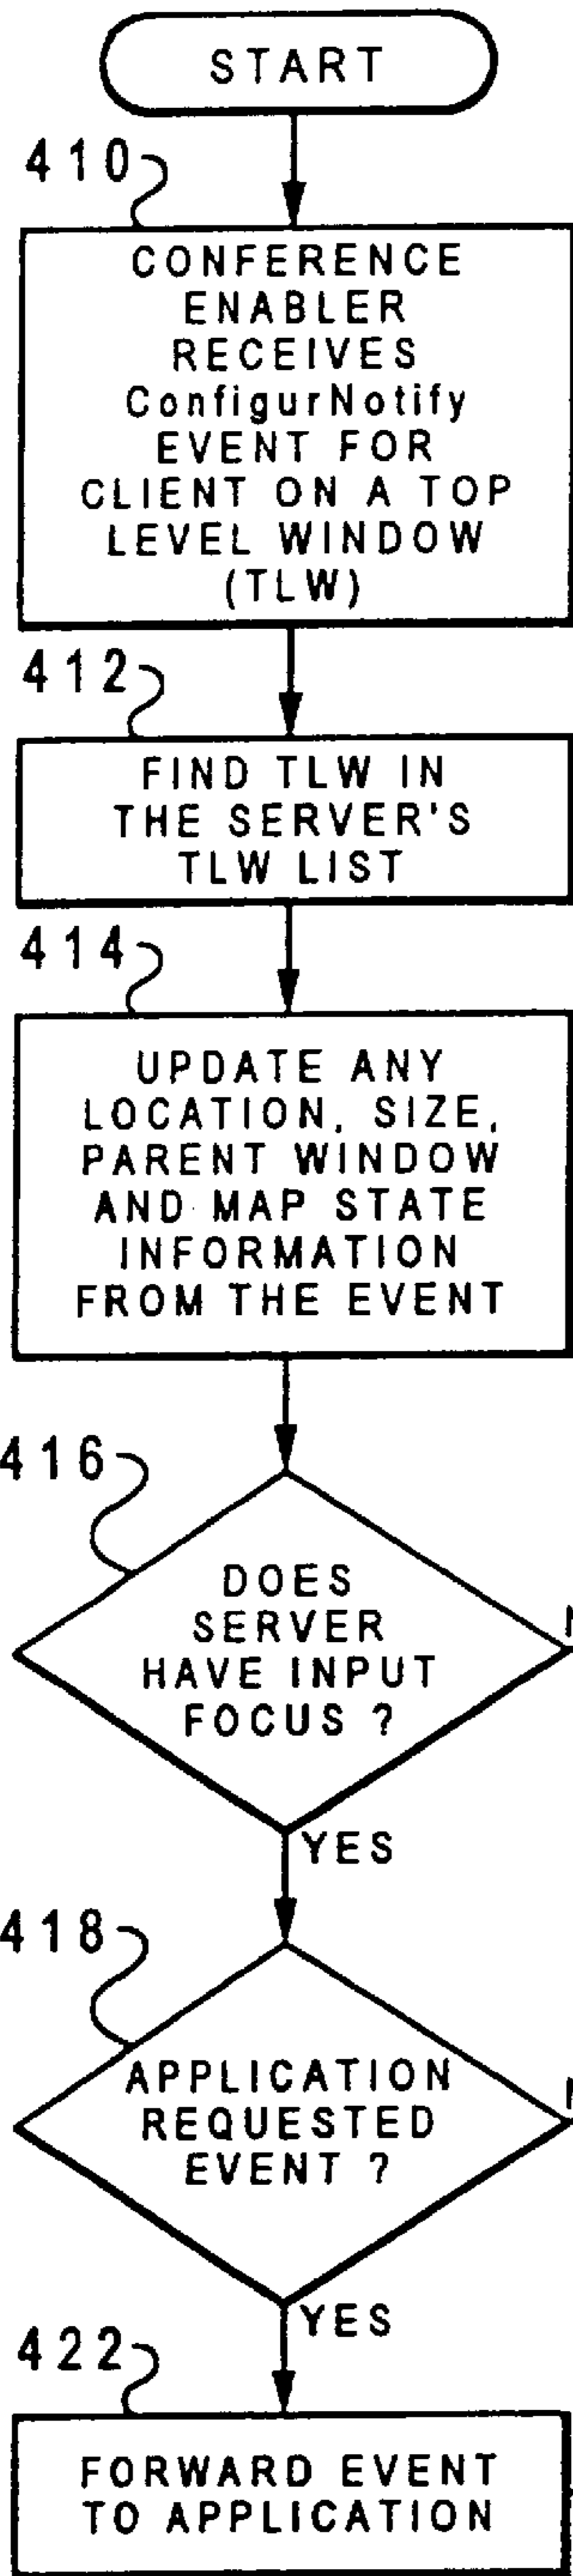 START
410
CONFERENCE
ENABLER
RECEIVES
ConfigurNotify
EVENT FOR
CLIENT ON A TOP
LEVEL WINDOW
(TLW)
412
FIND TLW IN
THE SERVER'S
TLW LIST
414
UPDATE ANY
LOCATION, SIZE,
PARENT WINDOW
AND MAP STATE
INFORMATION
FROM THE EVENT
416
DOES
SERVER
HAVE INPUT
FOCUS ?
YES
418
APPLICATION
REQUESTED
EVENT ?
YES
422
FORWARD EVENT
TO APPLICATION